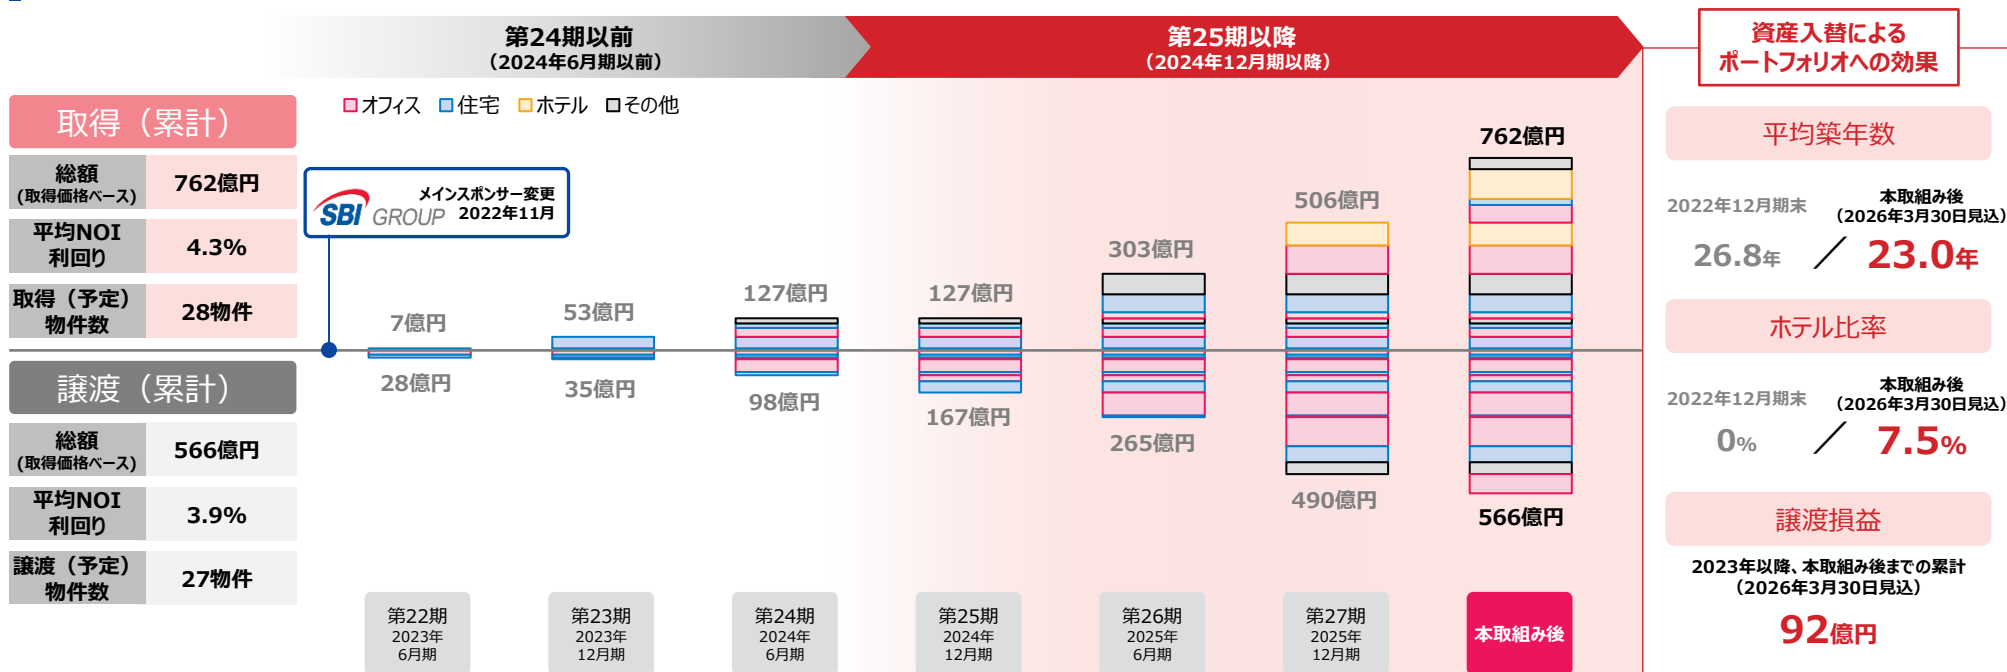 第24期以前
(2024年6月期以前)
第25期以降
(2024年12月期以降)
資産入替による
ポートフォリオへの効果
オフィス 住宅 ホテル その他
取得(累計)
総額
(取得価格ベース)
762億円
平均NOI
利回り
4.3%
取得(予定)
物件数
28物件
譲渡(累計)
総額
(取得価格ベース)
566億円
平均NOI
利回り
3.9%
譲渡(予定)
物件数
27物件
SBI GROUP
メインスポンサー変更
2022年11月
7億円
53億円
127億円
127億円
303億円
506億円
762億円
28億円
35億円
98億円
167億円
265億円
490億円
566億円
第22期
2023年
6月期
第23期
2023年
12月期
第24期
2024年
6月期
第25期
2024年
12月期
第26期
2025年
6月期
第27期
2025年
12月期
本取組み後
平均築年数
2022年12月期末
26.8年
本取組み後
(2026年3月30日見込)
23.0年
ホテル比率
2022年12月期末
0%
本取組み後
(2026年3月30日見込)
7.5%
譲渡損益
2023年以降、本取組み後までの累計
(2026年3月30日見込)
92億円